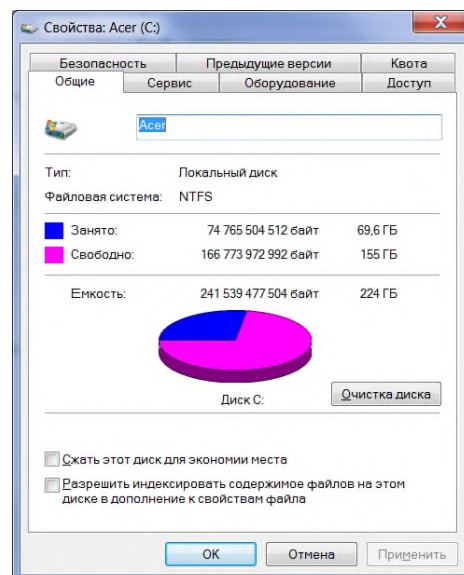 Свойства: Acer (C:)
Безопасность Предыдущие версии Квота
Общие Сервис Оборудование Доступ
Acer
Тип: Локальный диск
Файловая система: NTFS
Занято: 74 765 504 512 байт 69,6 ГБ
Свободно: 166 773 972 992 байт 155 ГБ
Емкость: 241 539 477 504 байт 224 ГБ
Диск C: Очистка диска
Сжать этот диск для экономии места
Разрешить индексировать содержимое файлов на этом
диске в дополнение к свойствам файла
OK Отмена Применить